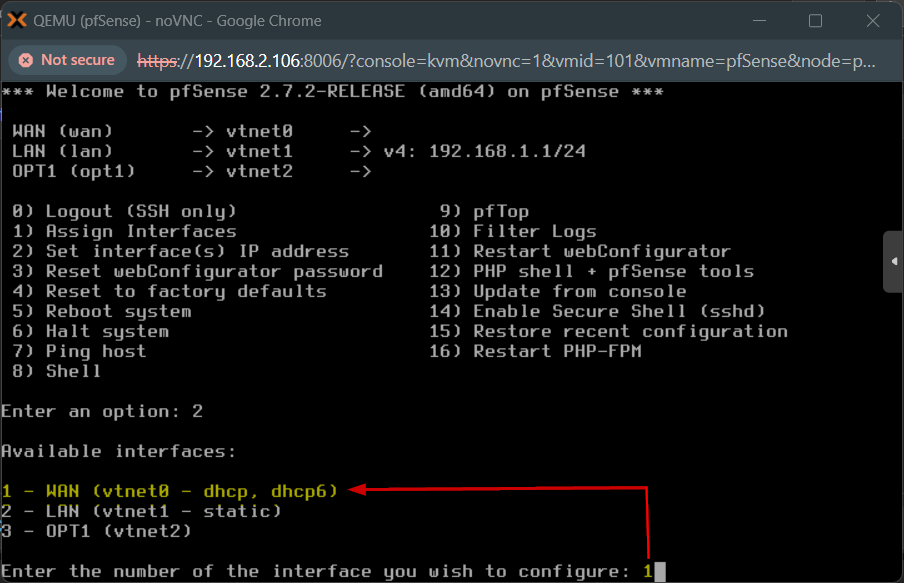 QEMU (pfSense) - noVNC - Google Chrome
Not secure https://192.168.2.106:8006/?console=kvm&novnc=1&vmid=101&vmname=pfSense&node=p...
*** Welcome to pfSense 2.7.2-RELEASE (amd64) on pfSense ***
WAN (wan) -> vtnet0 ->
LAN (lan) -> vtnet1 -> v4: 192.168.1.1/24
OPT1 (opt1) -> vtnet2 ->
0) Logout (SSH only) 9) pfTop
1) Assign Interfaces 10) Filter Logs
2) Set interface(s) IP address 11) Restart webConfigurator
3) Reset webConfigurator password 12) PHP shell + pfSense tools
4) Reset to factory defaults 13) Update from console
5) Reboot system 14) Enable Secure Shell (sshd)
6) Halt system 15) Restore recent configuration
7) Ping host 16) Restart PHP-FPM
8) Shell
Enter an option: 2
Available interfaces:
1 - WAN (vtnet0 - dhcp, dhcp6)
2 - LAN (vtnet1 - static)
3 - OPT1 (vtnet2)
Enter the number of the interface you wish to configure: 1